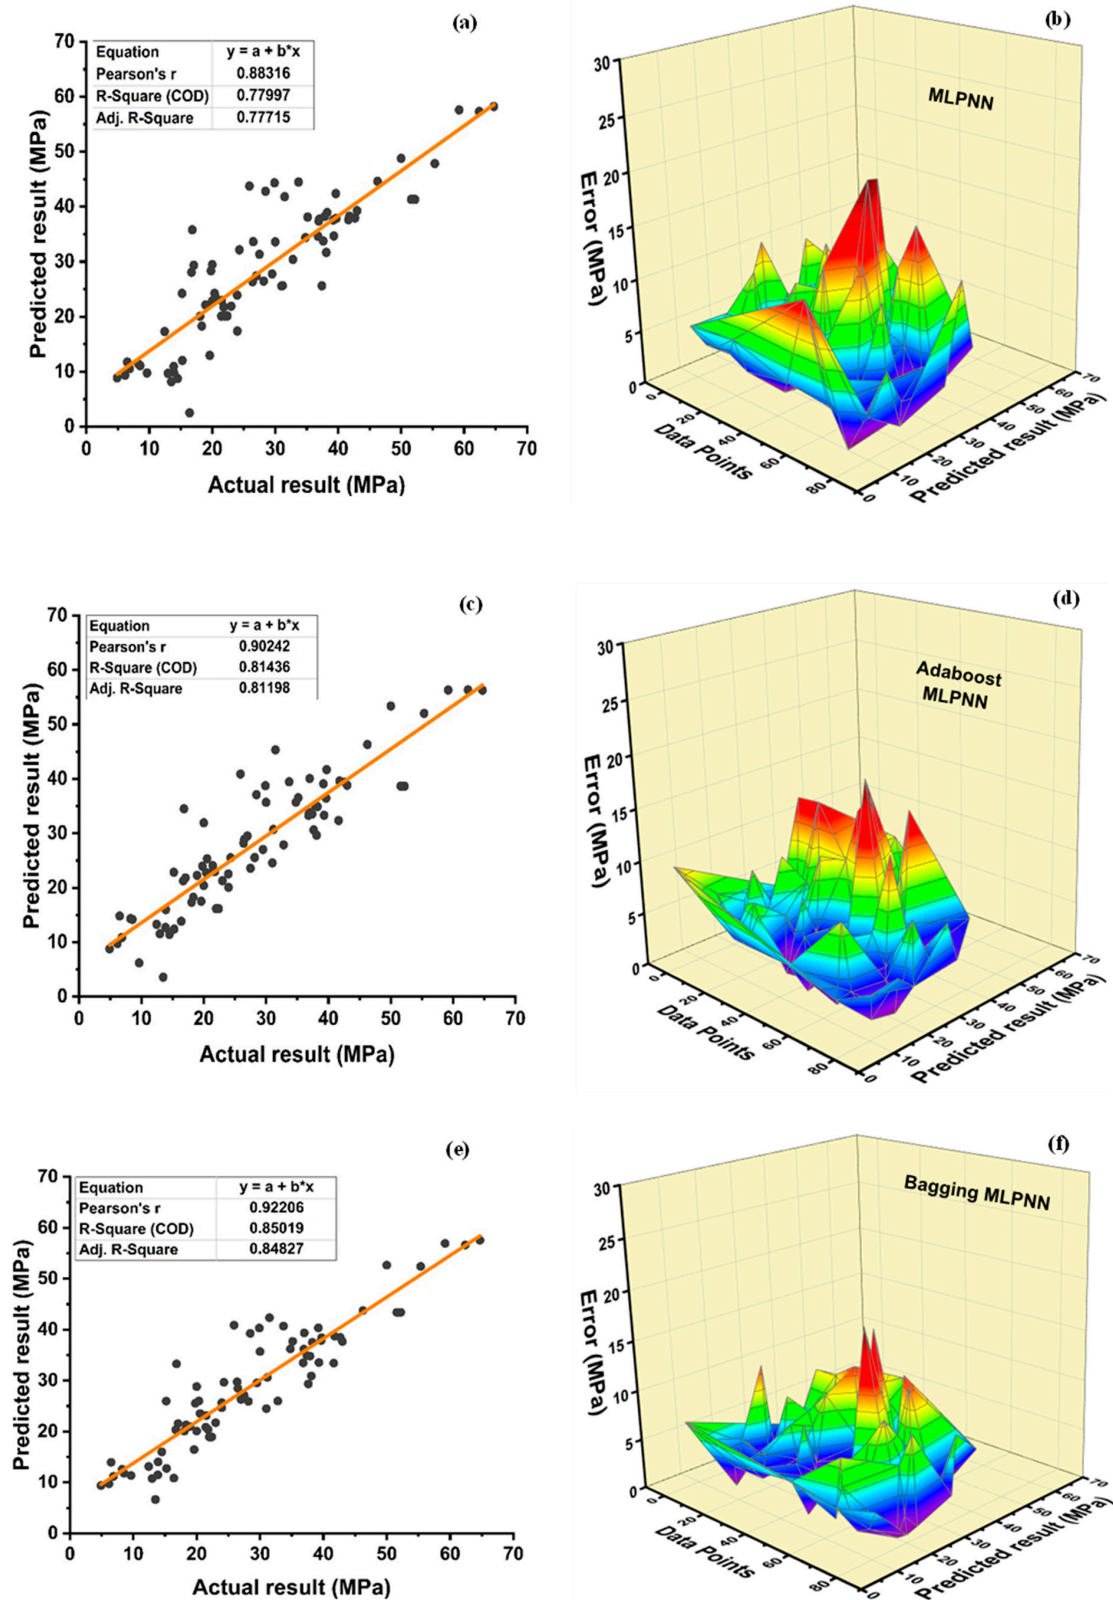 (a)
Equation y = a + b*x
Pearson's r 0.88316
R-Square (COD) 0.77997
Adj. R-Square 0.77715
70
60
50
40
30
20
10
0
Predicted result (MPa)
0 10 20 30 40 50 60 70
Actual result (MPa)
(b)
MLPNN
30
25
20
15
10
5
0
Error (MPa)
0 20 40 60 80
Data Points
0 10 20 30 40 50 60 70
Predicted result (MPa)
(c)
Equation y = a + b*x
Pearson's r 0.90242
R-Square (COD) 0.81436
Adj. R-Square 0.81198
70
60
50
40
30
20
10
0
Predicted result (MPa)
0 10 20 30 40 50 60 70
Actual result (MPa)
(d)
Adaboost
MLPNN
30
25
20
15
10
5
0
Error (MPa)
0 20 40 60 80
Data Points
0 10 20 30 40 50 60 70
Predicted result (MPa)
(e)
Equation y = a + b*x
Pearson's r 0.92206
R-Square (COD) 0.85019
Adj. R-Square 0.84827
70
60
50
40
30
20
10
0
Predicted result (MPa)
0 10 20 30 40 50 60 70
Actual result (MPa)
(f)
Bagging MLPNN
30
25
20
15
10
5
0
Error (MPa)
0 20 40 60 80
Data Points
0 10 20 30 40 50 60 70
Predicted result (MPa)